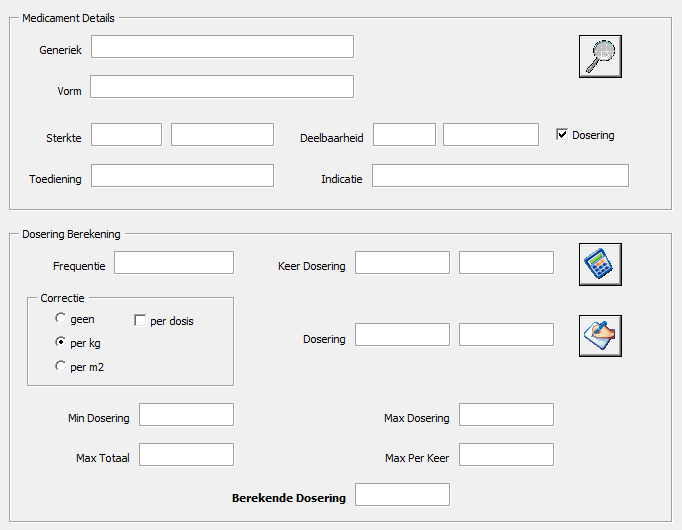 Medicament Details
Generiek
Vorm
Sterkte Deelbaarheid Dosering
Toediening Indicatie
Dosering Berekening
Frequentie Keer Dosering
Correctie
geen per dosis
per kg Dosering
per m2
Min Dosering Max Dosering
Max Totaal Max Per Keer
Berekende Dosering